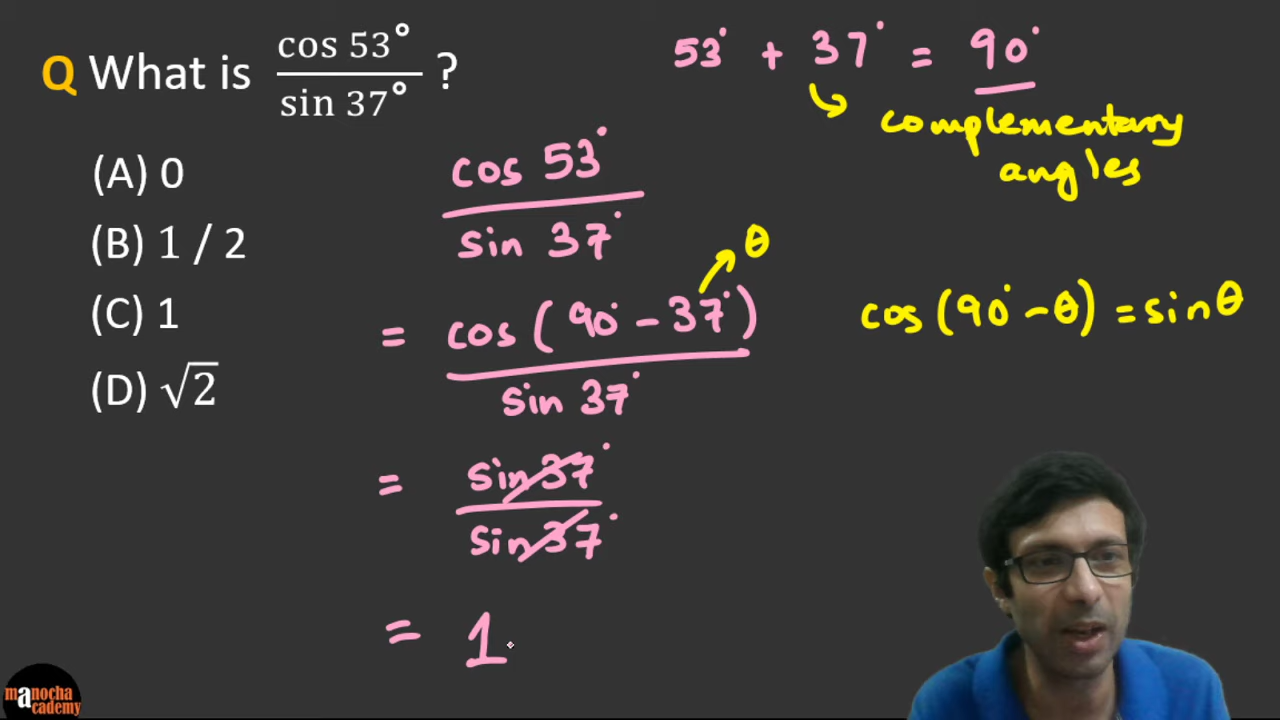 Q What is cos 53° / sin 37° ?
(A) 0
(B) 1 / 2
(C) 1
(D) √2
53° + 37° = 90°
complementary
angles
cos 53°
sin 37°
θ
= cos (90° − 37°)
sin 37°
cos (90° − θ) = sin θ
= sin 37°
sin 37°
= 1
manocha
academy